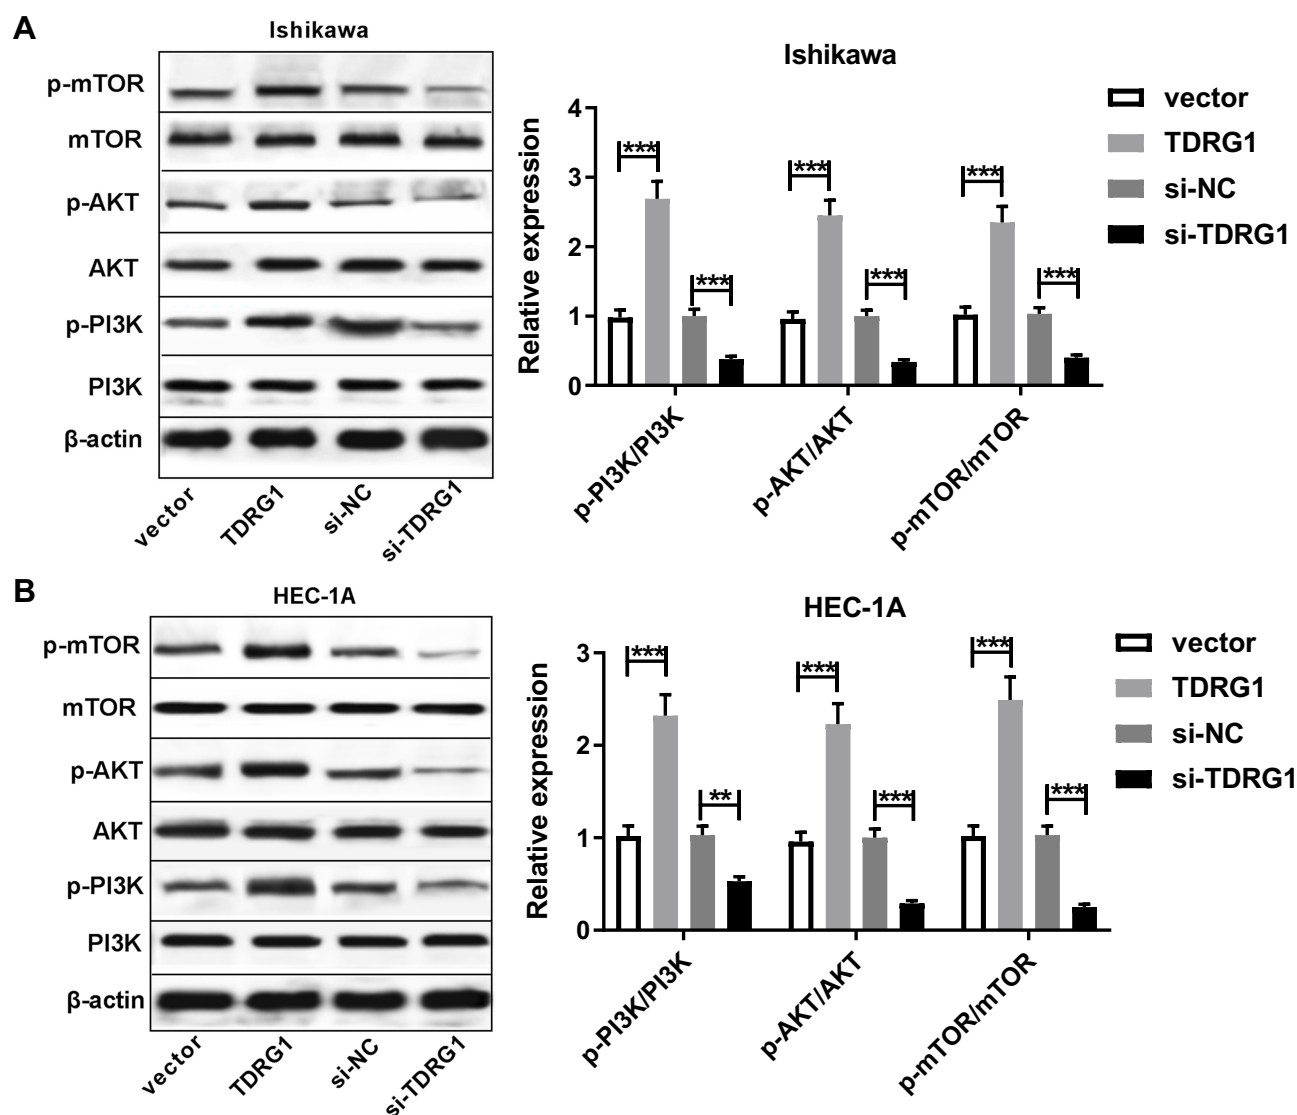 A
Ishikawa
p-mTOR
mTOR
p-AKT
AKT
p-PI3K
PI3K
β-actin
vector
TDRG1
si-NC
si-TDRG1
Ishikawa
Relative expression
4
3
2
1
0
***
***
***
***
***
***
p-PI3K/PI3K
p-AKT/AKT
p-mTOR/mTOR
vector
TDRG1
si-NC
si-TDRG1
B
HEC-1A
p-mTOR
mTOR
p-AKT
AKT
p-PI3K
PI3K
β-actin
vector
TDRG1
si-NC
si-TDRG1
HEC-1A
Relative expression
3
2
1
0
***
**
***
***
***
***
p-PI3K/PI3K
p-AKT/AKT
p-mTOR/mTOR
vector
TDRG1
si-NC
si-TDRG1